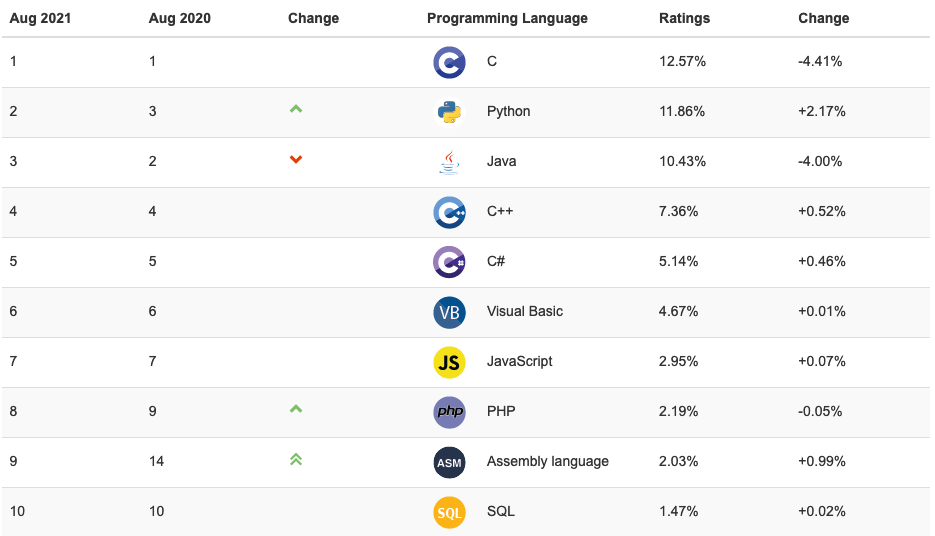 Aug 2021 Aug 2020 Change Programming Language Ratings Change
1 1 C 12.57% -4.41%
2 3 Python 11.86% +2.17%
3 2 Java 10.43% -4.00%
4 4 C++ 7.36% +0.52%
5 5 C# 5.14% +0.46%
6 6 VB Visual Basic 4.67% +0.01%
7 7 JS JavaScript 2.95% +0.07%
8 9 php PHP 2.19% -0.05%
9 14 ASM Assembly language 2.03% +0.99%
10 10 SQL SQL 1.47% +0.02%